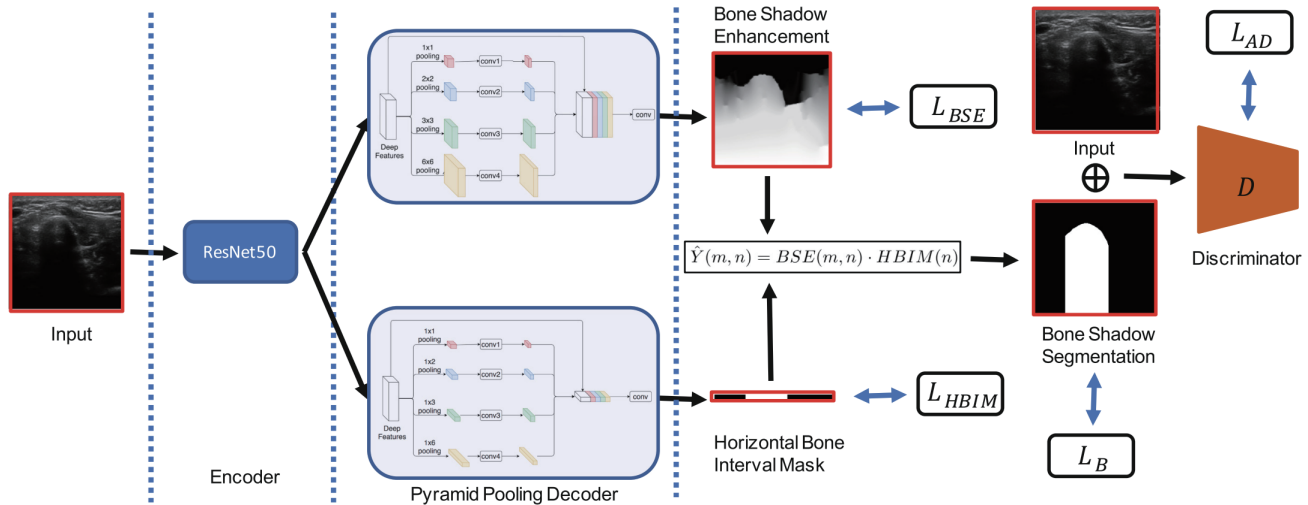 Input
ResNet50
Encoder
1x1
pooling
conv1
2x2
pooling
conv2
3x3
pooling
conv3
6x6
pooling
conv4
Deep
Features
conv
1x1
pooling
conv1
1x2
pooling
conv2
1x3
pooling
conv3
1x6
pooling
conv4
Deep
Features
conv
Pyramid Pooling Decoder
Bone Shadow
Enhancement
L_BSE
Ŷ(m, n) = BSE(m, n) · HBIM(n)
L_HBIM
Horizontal Bone
Interval Mask
Input
⊕
Bone Shadow
Segmentation
L_B
L_AD
D
Discriminator